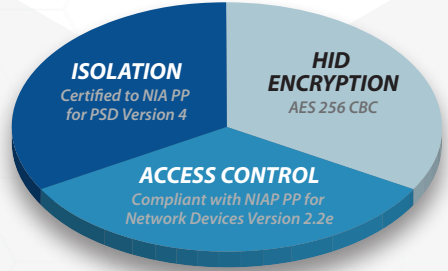 ISOLATION
Certified to NIA PP
for PSD Version 4
HID
ENCRYPTION
AES 256 CBC
ACCESS CONTROL
Compliant with NIAP PP for
Network Devices Version 2.2e